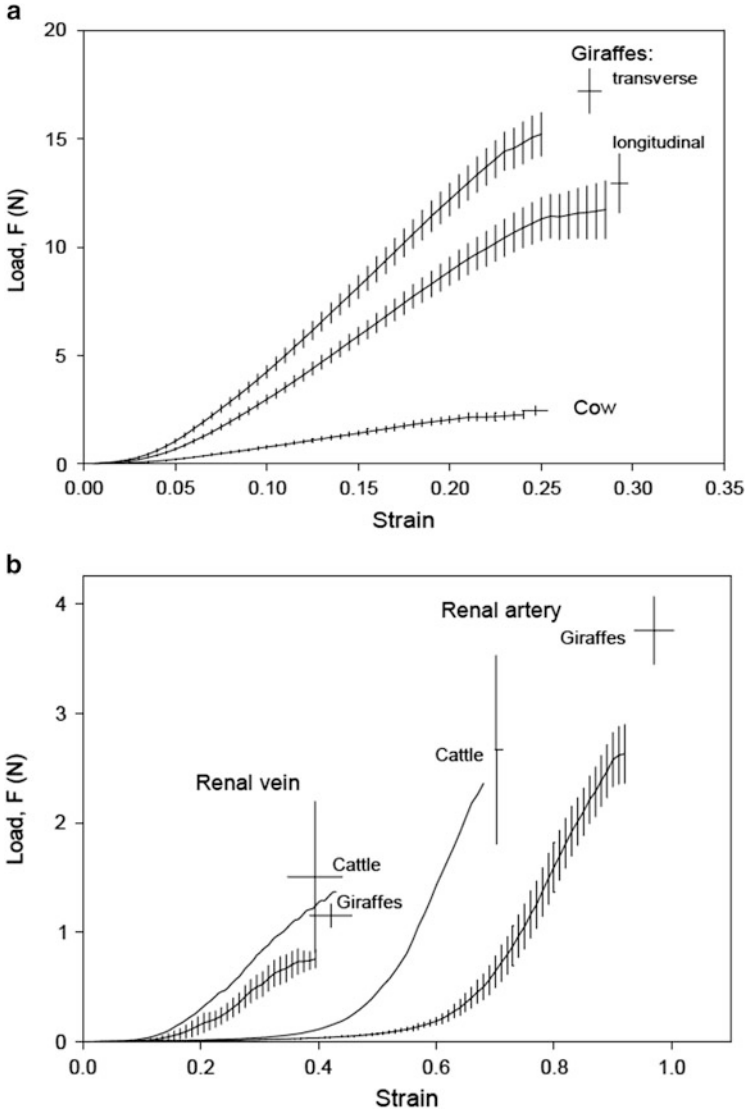 a
20
15
10
5
0
Load, F (N)
Giraffes:
transverse
longitudinal
Cow
0.00 0.05 0.10 0.15 0.20 0.25 0.30 0.35
Strain
b
4
3
2
1
0
Load, F (N)
Renal artery
Giraffes
Cattle
Renal vein
Cattle
Giraffes
0.0 0.2 0.4 0.6 0.8 1.0
Strain